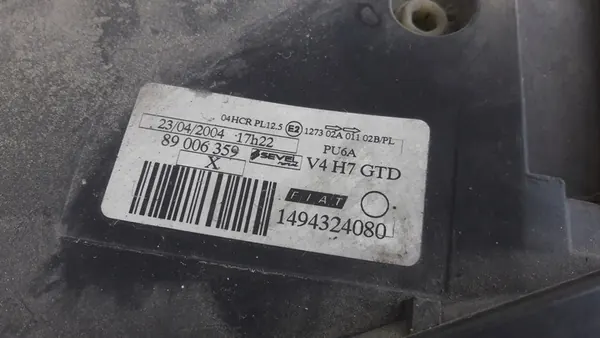 04HCR PL12.5 E2 1273 02A 011 02B/PL
23/04/2004 17h22 PU6A
89 006 359 SEVEL V4 H7 GTD
X
FIAT
1494324080